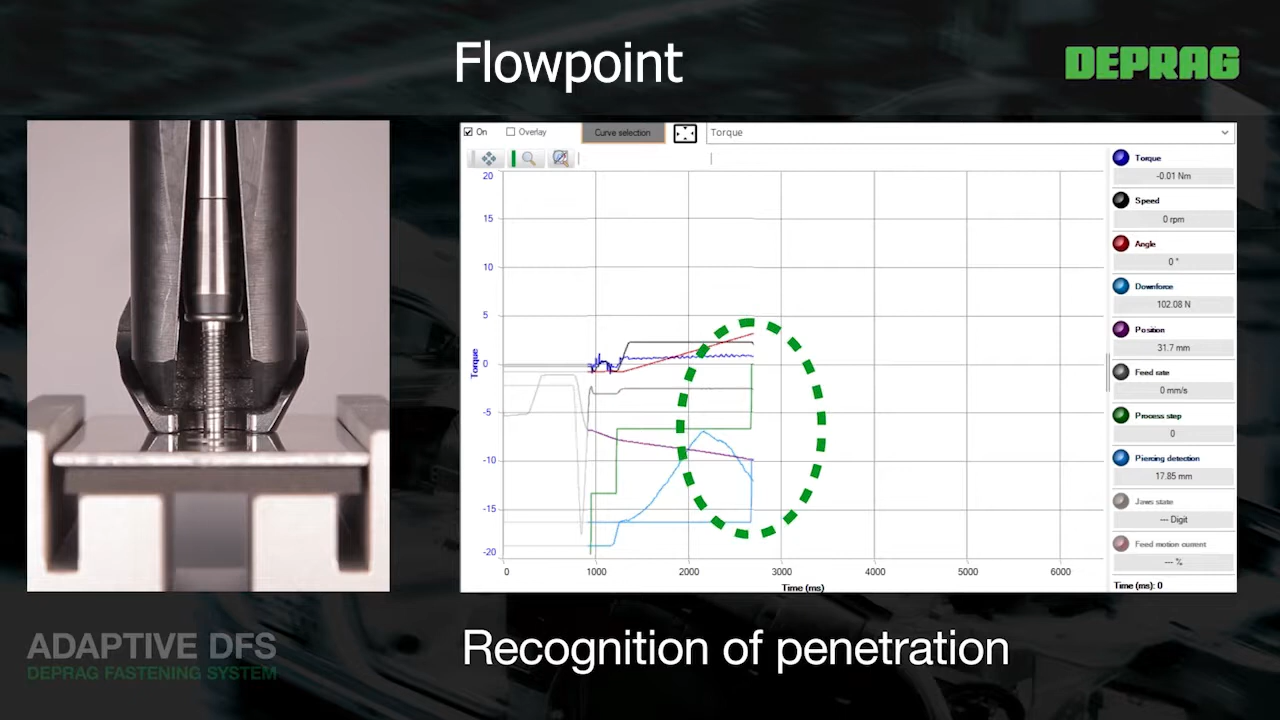 Flowpoint
DEPRAG
On
Overlay
Curve selection
Torque
20
15
10
5
0
-5
-10
-15
-20
Torque
0 1000 2000 3000 4000 5000 6000
Time (ms)
Torque
-0.01 Nm
Speed
0 rpm
Angle
0 °
Downforce
102.08 N
Position
31.7 mm
Feed rate
0 mm/s
Process step
0
Piercing detection
17.85 mm
Jaws state
--- Digit
Feed motion current
--- %
Time (ms): 0
ADAPTIVE DFS
DEPRAG FASTENING SYSTEM
Recognition of penetration